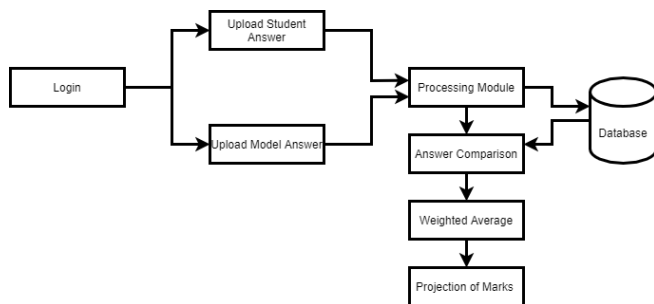 Upload Student
Answer
Login
Processing Module
Database
Upload Model Answer
Answer Comparison
Weighted Average
Projection of Marks